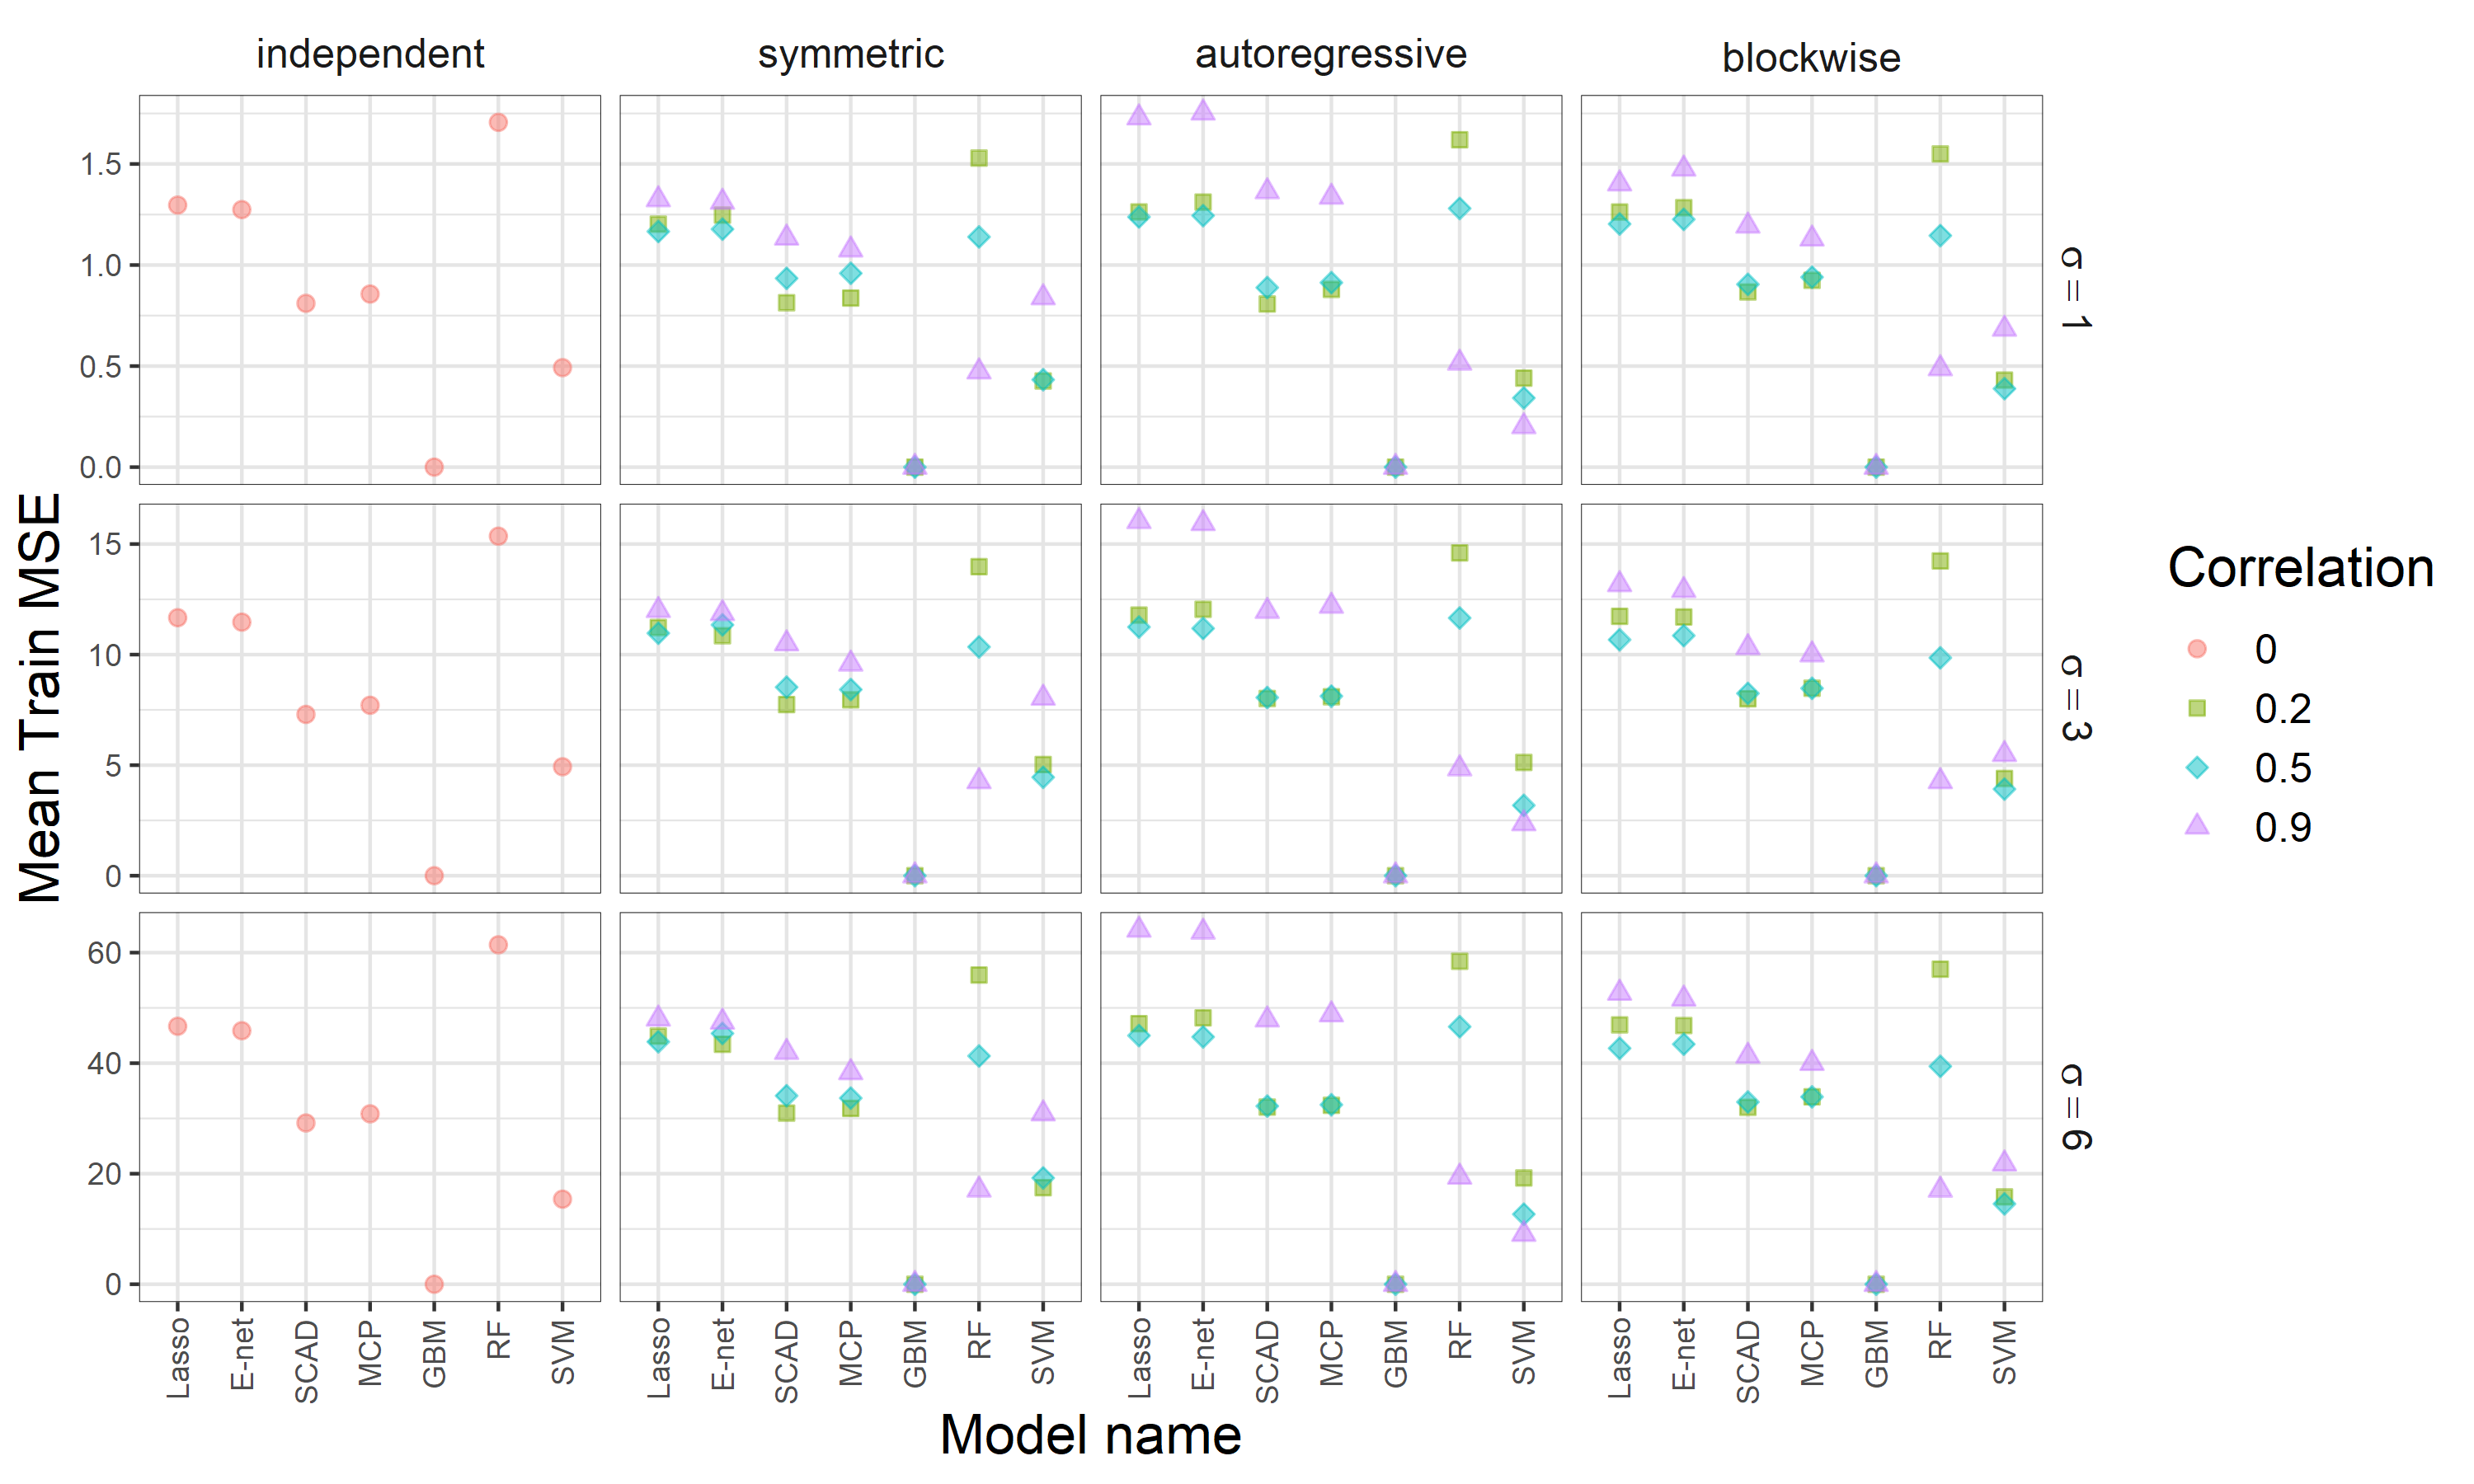 independent symmetric autoregressive blockwise
1.5
1.0
0.5
0.0
σ = 1
15
10
5
0
σ = 3
60
40
20
0
σ = 6
Mean Train MSE
Lasso E-net SCAD MCP GBM RF SVM Lasso E-net SCAD MCP GBM RF SVM Lasso E-net SCAD MCP GBM RF SVM Lasso E-net SCAD MCP GBM RF SVM
Model name
Correlation
0
0.2
0.5
0.9